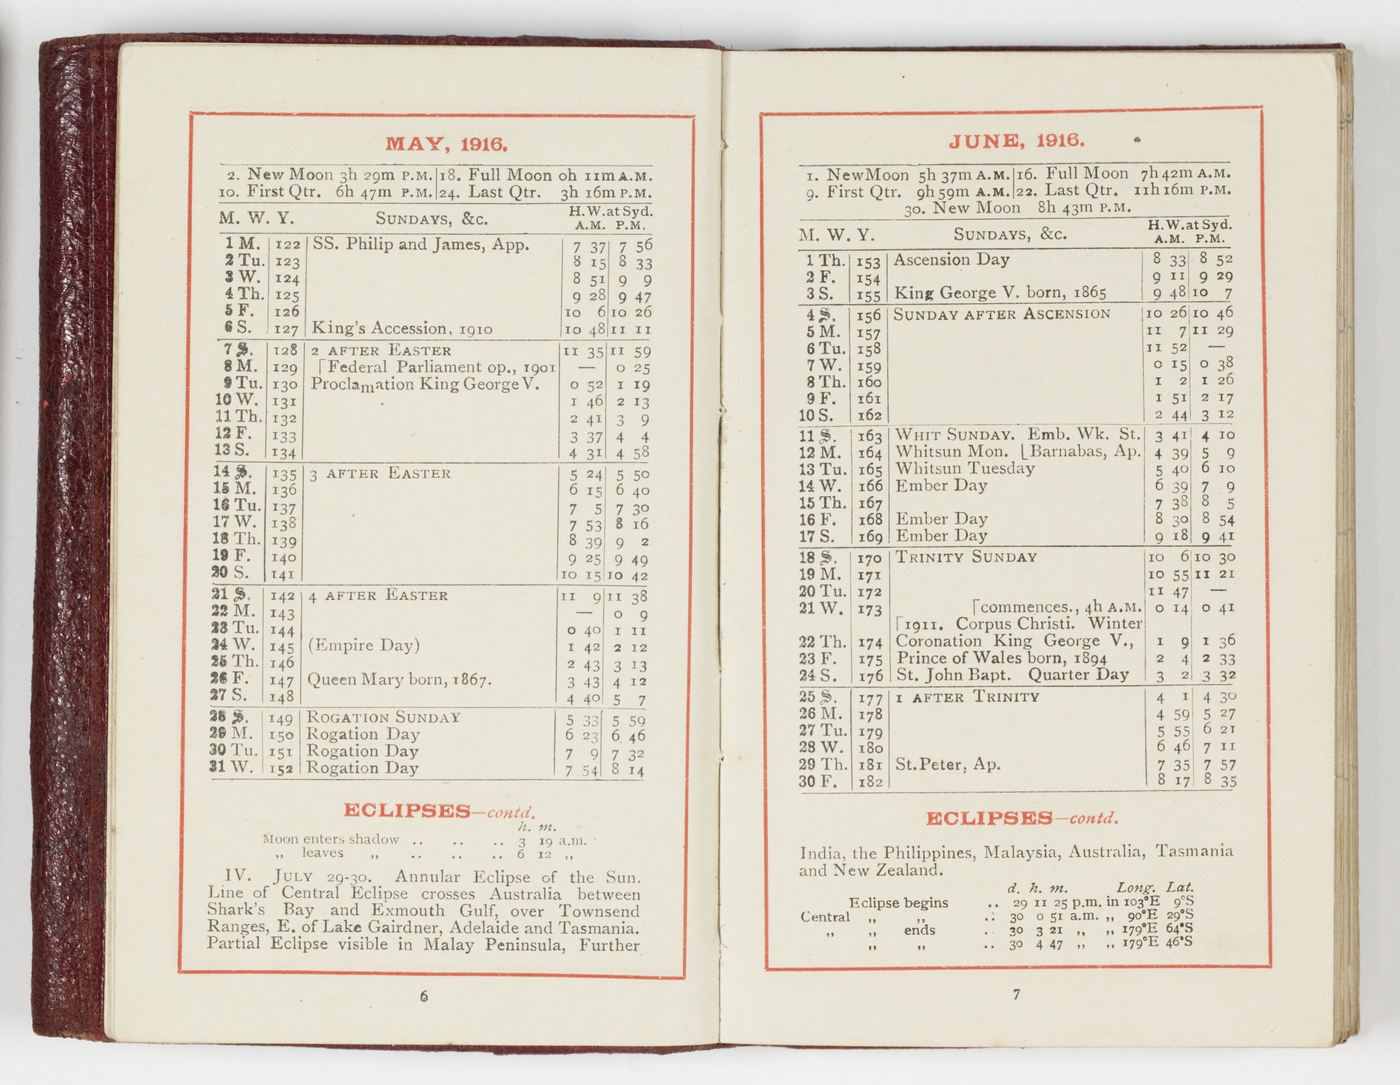 MAY, 1916.
2. New Moon 3h 29m P.M. 18. Full Moon 0h 11m A.M.
10. First Qtr. 6h 47m P.M. 24. Last Qtr. 3h 16m P.M.
M. W. Y. SUNDAYS, &c. H.W. at Syd.
A.M. P.M.
1 M. 122 SS. Philip and James, App. 7 37 7 56
2 Tu. 123 8 15 8 33
3 W. 124 8 51 9 9
4 Th. 125 9 28 9 47
5 F. 126 10 6 10 26
6 S. 127 King's Accession, 1910 10 48 11 11
7 S. 128 2 AFTER EASTER 11 35 11 59
8 M. 129 ⌈Federal Parliament op., 1901 — 0 25
9 Tu. 130 Proclamation King George V. 0 52 1 19
10 W. 131 1 46 2 13
11 Th. 132 2 41 3 9
12 F. 133 3 37 4 4
13 S. 134 4 31 4 58
14 S. 135 3 AFTER EASTER 5 24 5 50
15 M. 136 6 15 6 40
16 Tu. 137 7 5 7 30
17 W. 138 7 53 8 16
18 Th. 139 8 39 9 2
19 F. 140 9 25 9 49
20 S. 141 10 15 10 42
21 S. 142 4 AFTER EASTER 11 9 11 38
22 M. 143 — 0 9
23 Tu. 144 0 40 1 11
24 W. 145 (Empire Day) 1 42 2 12
25 Th. 146 2 43 3 13
26 F. 147 Queen Mary born, 1867. 3 43 4 12
27 S. 148 4 40 5 7
28 S. 149 ROGATION SUNDAY 5 33 5 59
29 M. 150 Rogation Day 6 23 6 46
30 Tu. 151 Rogation Day 7 9 7 32
31 W. 152 Rogation Day 7 54 8 14
ECLIPSES—contd.
h. m.
Moon enters shadow .. .. .. 3 19 a.m.
„ leaves „ .. .. .. 6 12 „
IV. JULY 29-30. Annular Eclipse of the Sun.
Line of Central Eclipse crosses Australia between
Shark's Bay and Exmouth Gulf, over Townsend
Ranges, E. of Lake Gairdner, Adelaide and Tasmania.
Partial Eclipse visible in Malay Peninsula, Further
6
JUNE, 1916.
1. New Moon 5h 37m A.M. 16. Full Moon 7h 42m A.M.
9. First Qtr. 9h 59m A.M. 22. Last Qtr. 11h 16m P.M.
30. New Moon 8h 43m P.M.
M. W. Y. SUNDAYS, &c. H.W. at Syd.
A.M. P.M.
1 Th. 153 Ascension Day 8 33 8 52
2 F. 154 9 11 9 29
3 S. 155 King George V. born, 1865 9 48 10 7
4 S. 156 SUNDAY AFTER ASCENSION 10 26 10 46
5 M. 157 11 7 11 29
6 Tu. 158 11 52 —
7 W. 159 0 15 0 38
8 Th. 160 1 2 1 26
9 F. 161 1 51 2 17
10 S. 162 2 44 3 12
11 S. 163 WHIT SUNDAY. Emb. Wk. St. 3 41 4 10
12 M. 164 Whitsun Mon. ⌊Barnabas, Ap. 4 39 5 9
13 Tu. 165 Whitsun Tuesday 5 40 6 10
14 W. 166 Ember Day 6 39 7 9
15 Th. 167 7 38 8 5
16 F. 168 Ember Day 8 30 8 54
17 S. 169 Ember Day 9 18 9 41
18 S. 170 TRINITY SUNDAY 10 6 10 30
19 M. 171 10 55 11 21
20 Tu. 172 11 47 —
21 W. 173 ⌈commences., 4h A.M. 0 14 0 41
⌈1911. Corpus Christi. Winter
22 Th. 174 Coronation King George V., 1 9 1 36
23 F. 175 Prince of Wales born, 1894 2 4 2 33
24 S. 176 St. John Bapt. Quarter Day 3 2 3 32
25 S. 177 1 AFTER TRINITY 4 1 4 30
26 M. 178 4 59 5 27
27 Tu. 179 5 55 6 21
28 W. 180 6 46 7 11
29 Th. 181 St. Peter, Ap. 7 35 7 57
30 F. 182 8 17 8 35
ECLIPSES—contd.
India, the Philippines, Malaysia, Australia, Tasmania
and New Zealand.
d. h. m. Long. Lat.
Eclipse begins .. 29 11 25 p.m. in 103°E 9°S
Central „ „ .. 30 0 51 a.m. „ 90°E 29°S
„ „ ends .. 30 3 21 „ „ 179°E 64°S
„ „ .. 30 4 47 „ „ 179°E 46°S
7